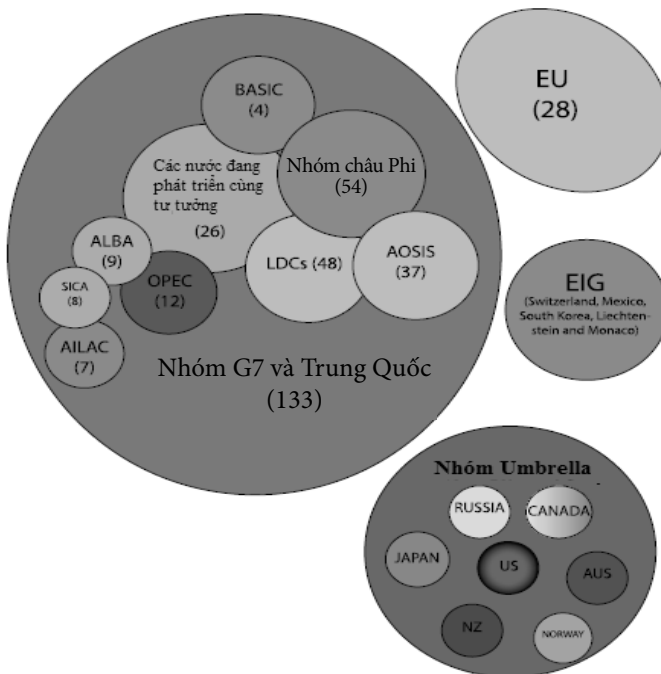 BASIC
(4)
Các nước đang
phát triển cùng
tư tưởng
(26)
Nhóm châu Phi
(54)
ALBA
(9)
OPEC
(12)
LDCs (48)
AOSIS
(37)
SICA
(8)
AILAC
(7)
Nhóm G7 và Trung Quốc
(133)
EU
(28)
EIG
(Switzerland, Mexico,
South Korea, Liechten-
stein and Monaco)
Nhóm Umbrella
RUSSIA
CANADA
JAPAN
US
AUS
NZ
NORWAY